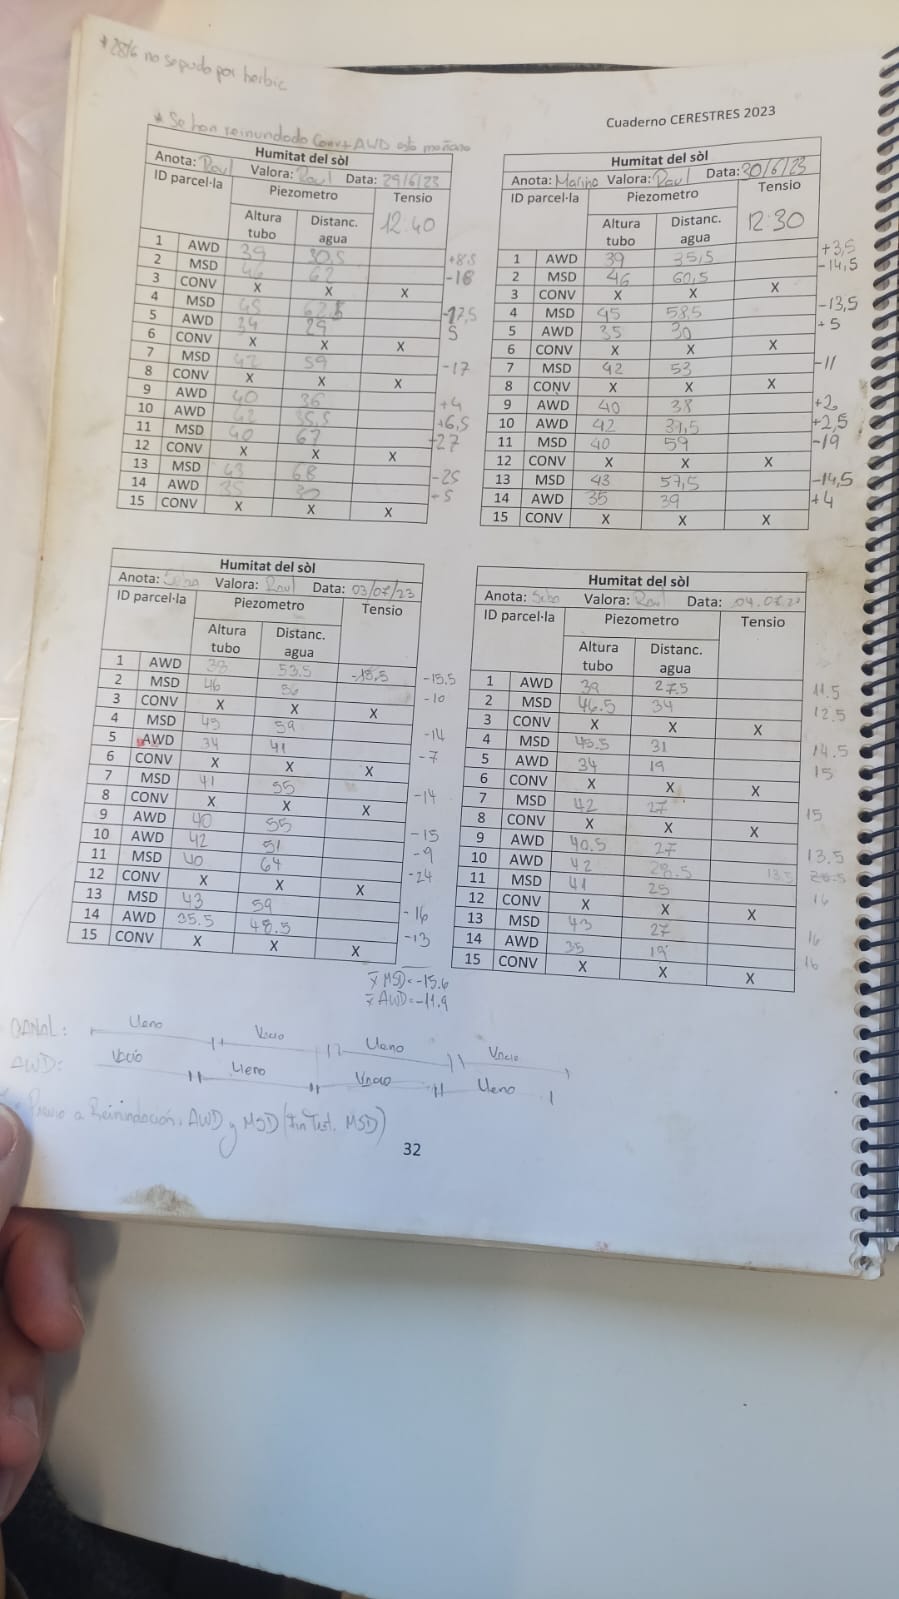 * 28/6 no se pudo por herbic
Cuaderno CERESTRES 2023
* Se han reinundado Conv + AWD esta mañana
Humitat del sòl
Anota: Raul Valora: Raul Data: 29/6/23
ID parcel·la Piezometro Tensio
Altura tubo Distanc. agua 12:40
1 AWD 39 30,5 +8.5
2 MSD 46 62 -16
3 CONV X X X
4 MSD 45 62,5 -17,5
5 AWD 34 29 5
6 CONV X X X
7 MSD 42 59 -17
8 CONV X X X
9 AWD 40 36 +4
10 AWD 42 35,5 +6,5
11 MSD 40 67 -27
12 CONV X X X
13 MSD 43 68 -25
14 AWD 35 30 +5
15 CONV X X X
Humitat del sòl
Anota: Marina Valora: Raul Data: 30/6/23
ID parcel·la Piezometro Tensio
Altura tubo Distanc. agua 12:30
1 AWD 39 35,5 +3,5
2 MSD 46 60,5 -14,5
3 CONV X X X
4 MSD 45 58,5 -13,5
5 AWD 35 30 +5
6 CONV X X X
7 MSD 42 53 -11
8 CONV X X X
9 AWD 40 38 +2
10 AWD 42 39,5 +2,5
11 MSD 40 59 -19
12 CONV X X X
13 MSD 43 57,5 -14,5
14 AWD 35 39 +4
15 CONV X X X
Humitat del sòl
Anota: Seba Valora: Raul Data: 03/07/23
ID parcel·la Piezometro Tensio
Altura tubo Distanc. agua
1 AWD 38 53.5 -15.5 -15.5
2 MSD 46 56 -10
3 CONV X X X
4 MSD 45 59 -14
5 AWD 34 41 -7
6 CONV X X X
7 MSD 41 55 -14
8 CONV X X X
9 AWD 40 55 -15
10 AWD 42 51 -9
11 MSD 40 64 -24
12 CONV X X X
13 MSD 43 59 -16
14 AWD 35.5 48.5 -13
15 CONV X X X
x̄ MSD = -15.6
x̄ AWD = -11.9
Humitat del sòl
Anota: Seba Valora: Raul Data: 04.07.23
ID parcel·la Piezometro Tensio
Altura tubo Distanc. agua
1 AWD 39 27.5 11.5
2 MSD 46.5 34 12.5
3 CONV X X X
4 MSD 45.5 31 14.5
5 AWD 34 19 15
6 CONV X X X
7 MSD 42 27 15
8 CONV X X X
9 AWD 40.5 27 13.5
10 AWD 42 28.5 13.5
11 MSD 41 25 16
12 CONV X X X
13 MSD 43 27 16
14 AWD 35 19 16
15 CONV X X X
CANAL: Lleno Vacio Lleno Vacio
AWD: Vacio Lleno Vacio Lleno
Previo a Reinundación. AWD y MSD (Fin Test. MSD)
32